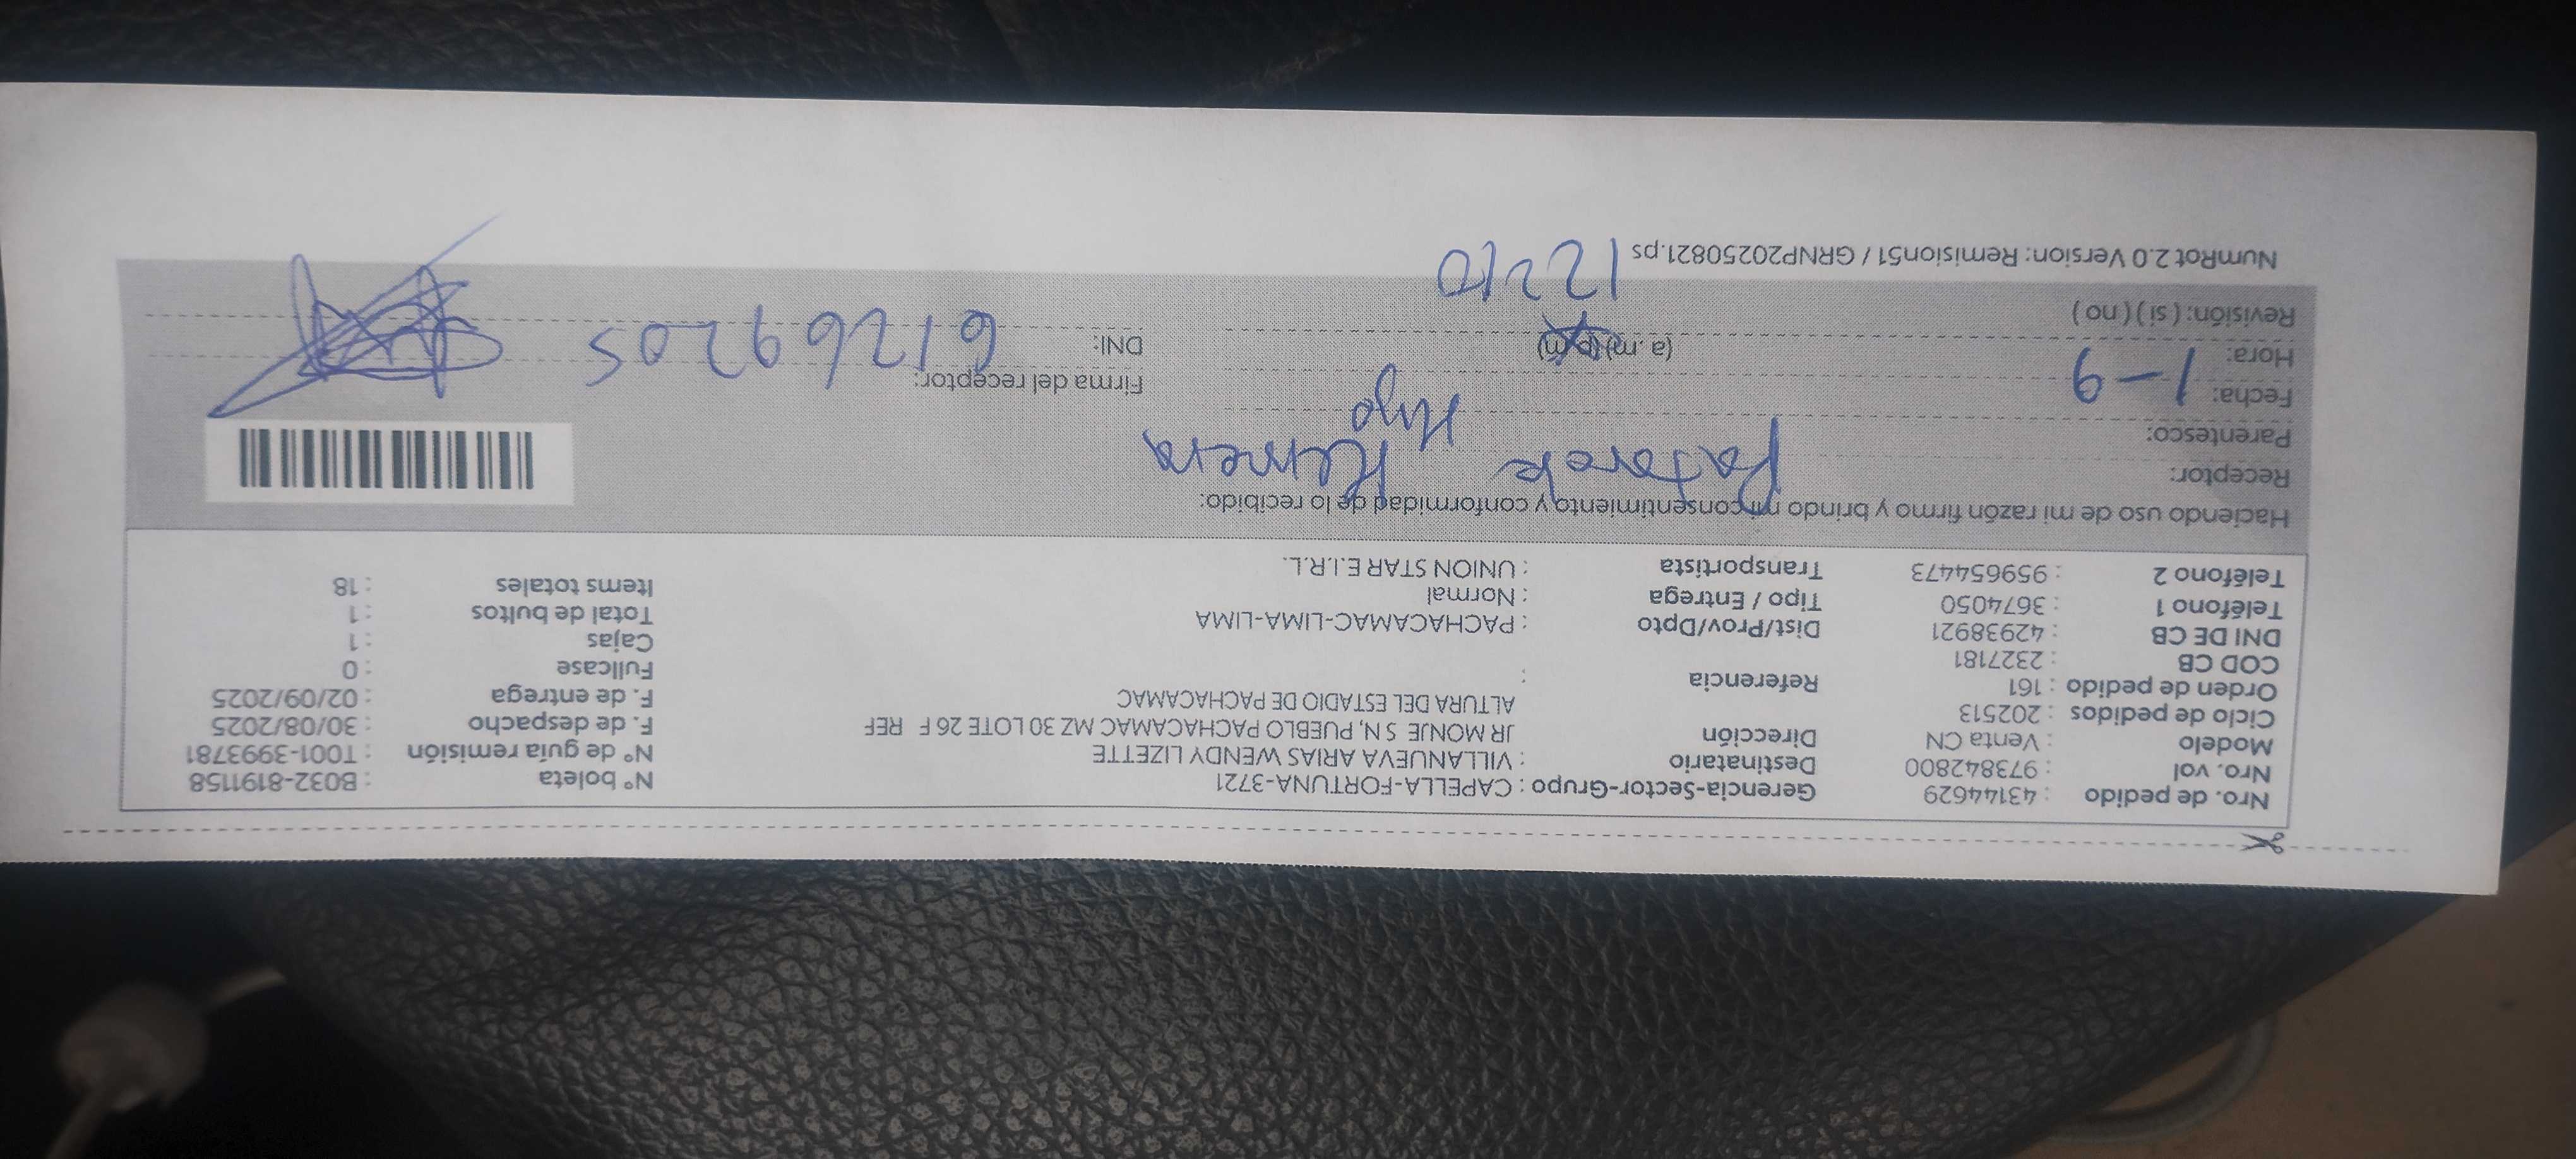 Nro. de pedido : 43144629 Gerencia-Sector-Grupo : CAPELLA-FORTUNA-3721 N° boleta : B032-8191158
Nro. vol : 973842800 Destinatario : VILLANUEVA ARIAS WENDY LIZETTE N° de guía remisión : T001-3993781
Modelo : Venta CN Dirección JR MONJE S N, PUEBLO PACHACAMAC MZ 30 LOTE 26 F REF F. de despacho : 30/08/2025
Ciclo de pedidos : 202513 ALTURA DEL ESTADIO DE PACHACAMAC F. de entrega : 02/09/2025
Orden de pedido : 161 Referencia : Fullcase : 0
COD CB : 2327181 Cajas : 1
DNI DE CB : 42938921 Dist/Prov/Dpto : PACHACAMAC-LIMA-LIMA Total de bultos : 1
Teléfono 1 : 3674050 Tipo / Entrega : Normal Items totales : 18
Teléfono 2 : 959654473 Transportista : UNION STAR E.I.R.L.
Haciendo uso de mi razón firmo y brindo mi consentimiento y conformidad de lo recibido:
Receptor:
Parentesco: Hijo
Fecha: 1-9 Firma del receptor:
Hora: (a. m) (p. m) DNI: 61269205
Revisión: ( si ) ( no )
NumRot 2.0 Version: Remision51 / GRNP20250821.ps